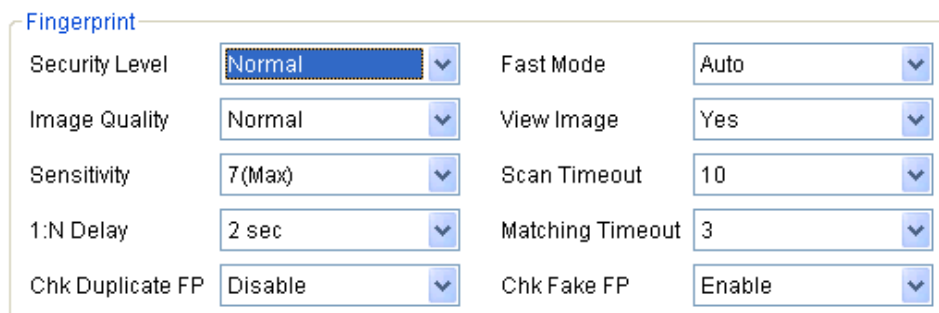 Fingerprint
Security Level Normal Fast Mode Auto
Image Quality Normal View Image Yes
Sensitivity 7(Max) Scan Timeout 10
1:N Delay 2 sec Matching Timeout 3
Chk Duplicate FP Disable Chk Fake FP Enable